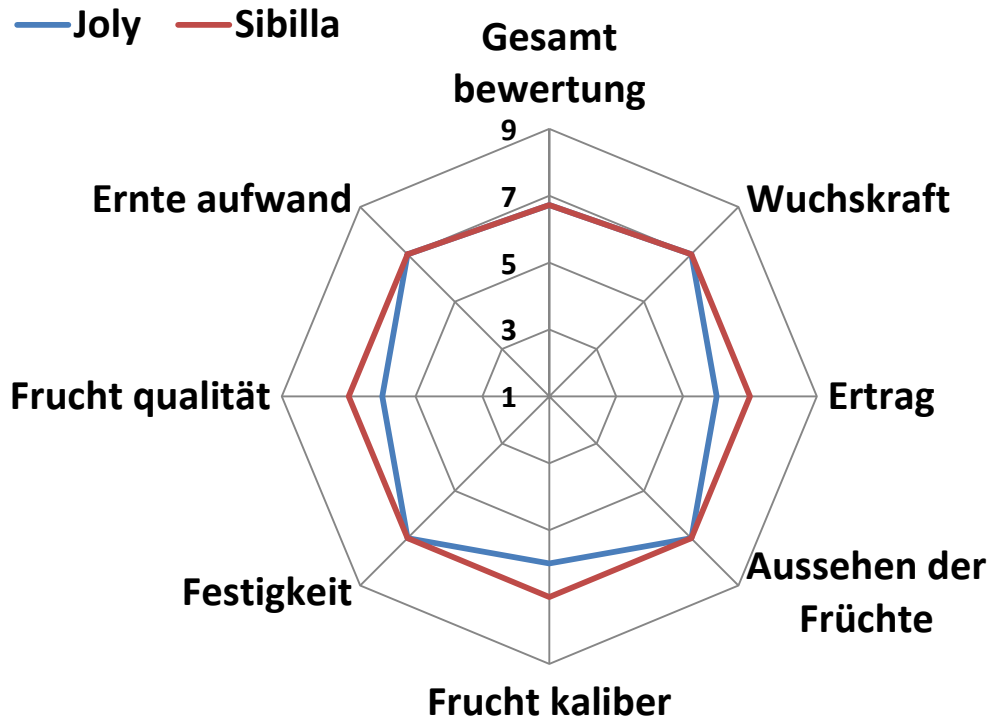 Joly Sibilla
Gesamt
bewertung
9
Ernte aufwand
7
Wuchskraft
5
3
Frucht qualität
1
Ertrag
Festigkeit
Aussehen der
Früchte
Frucht kaliber